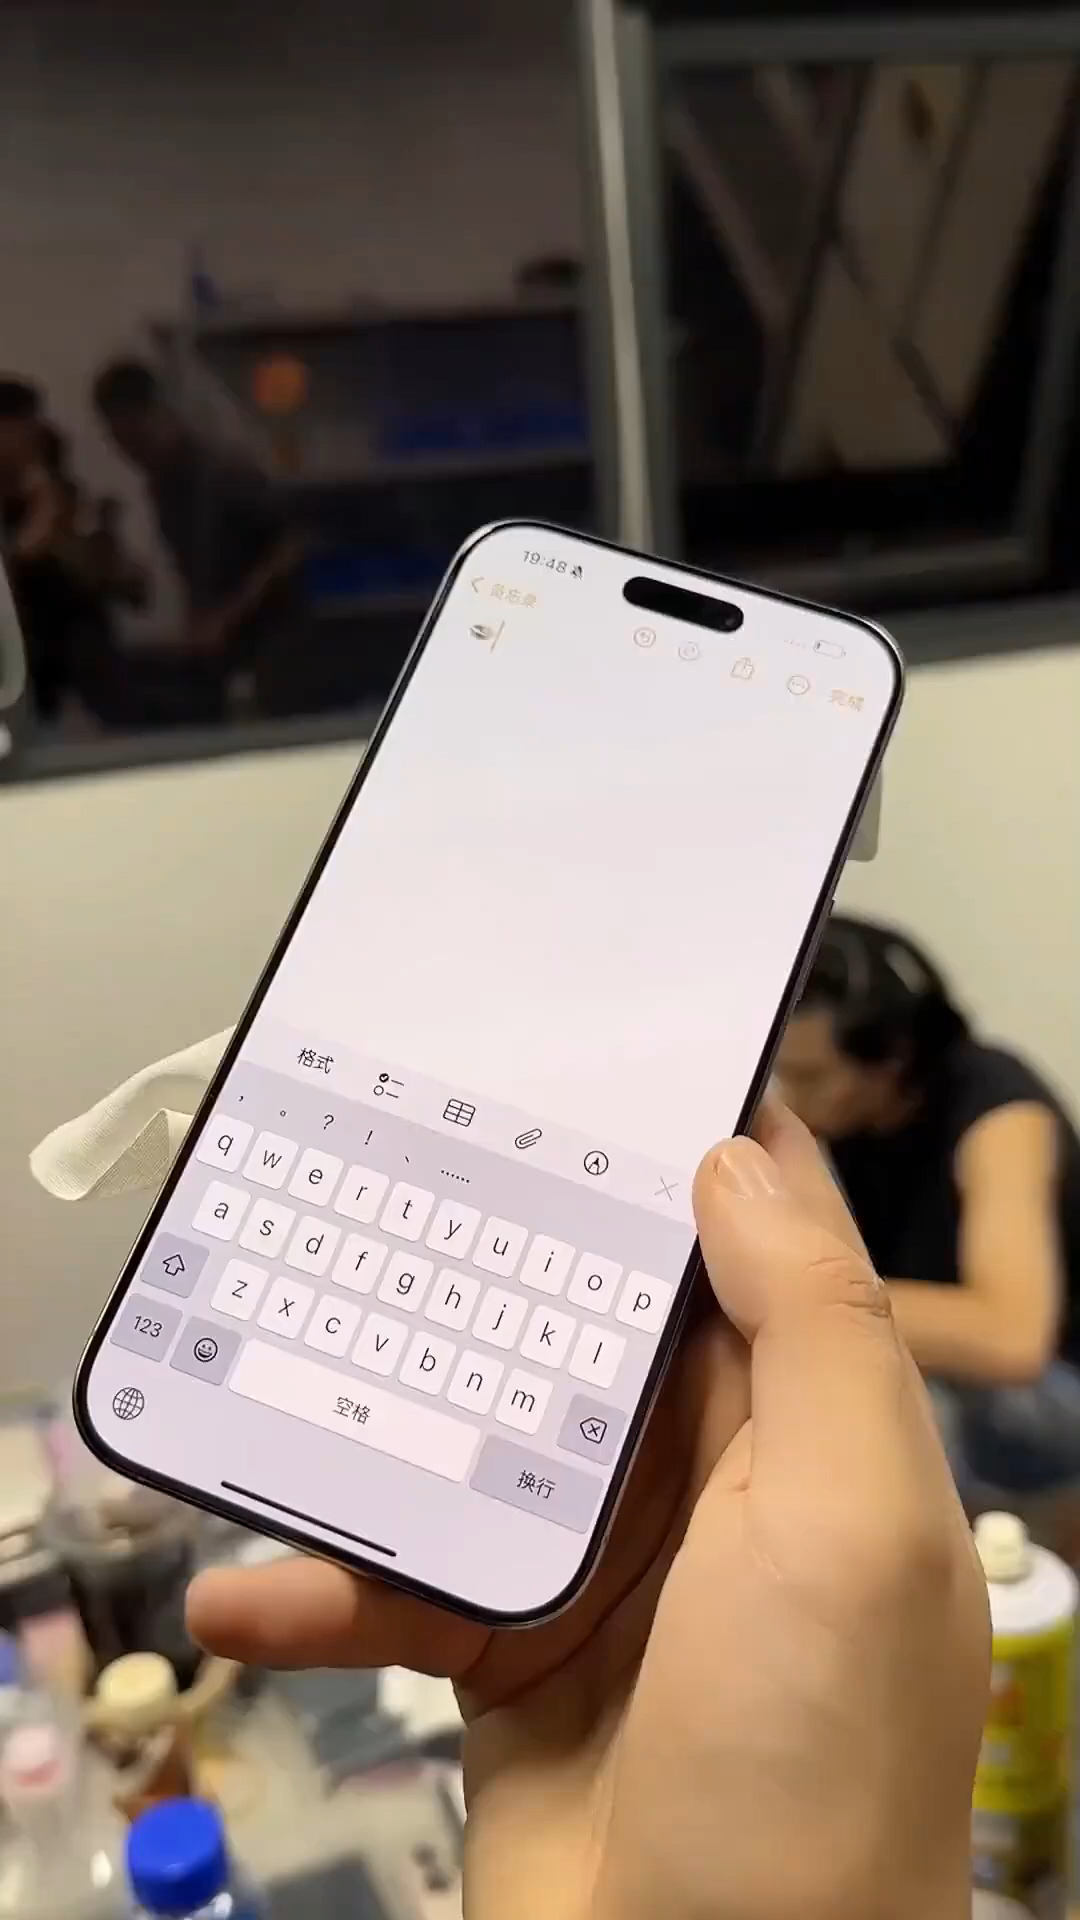 19:48
备忘录
完成
格式
, 。 ? ! 、 ……
q w e r t y u i o p
a s d f g h j k l
z x c v b n m
123
空格
换行